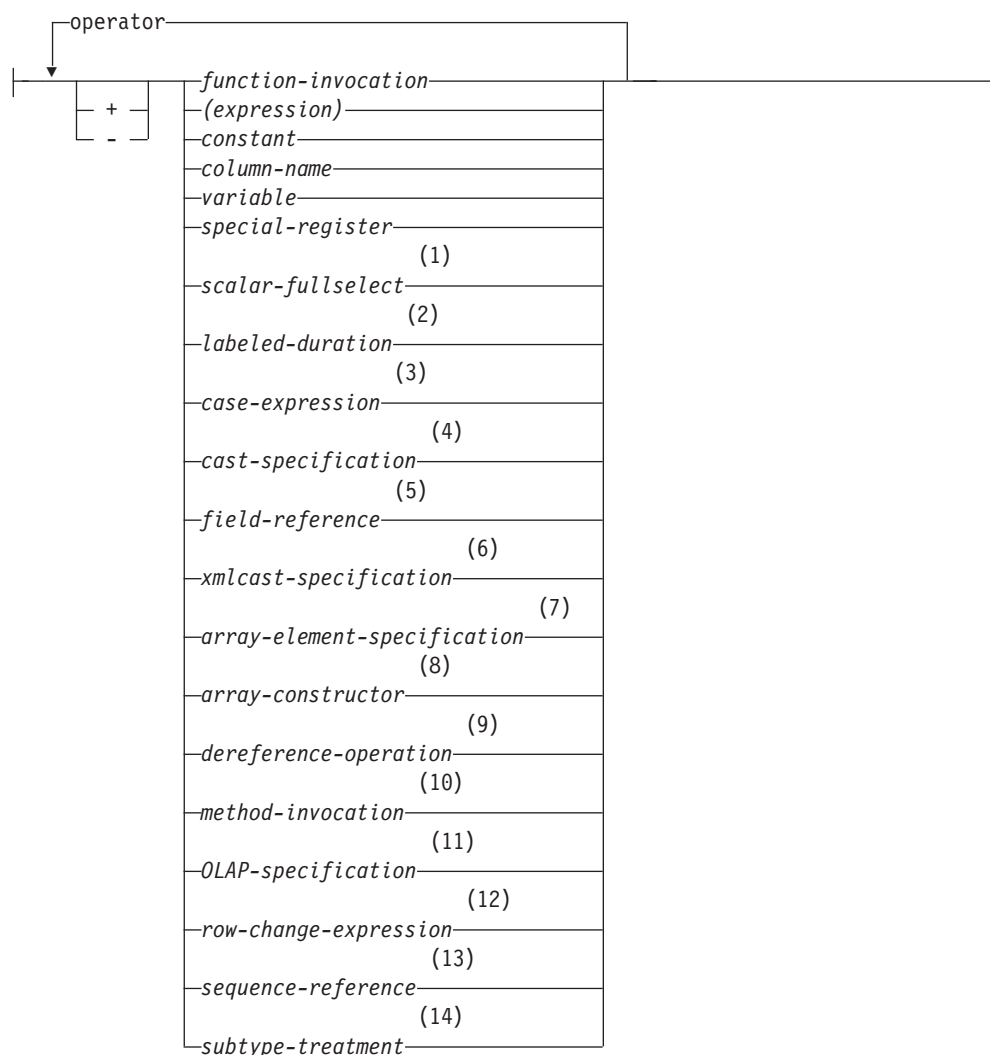 operator
function-invocation
+
(expression)
-
constant
column-name
variable
special-register
(1)
scalar-fullselect
(2)
labeled-duration
(3)
case-expression
(4)
cast-specification
(5)
field-reference
(6)
xmlcast-specification
(7)
array-element-specification
(8)
array-constructor
(9)
dereference-operation
(10)
method-invocation
(11)
OLAP-specification
(12)
row-change-expression
(13)
sequence-reference
(14)
subtype-treatment